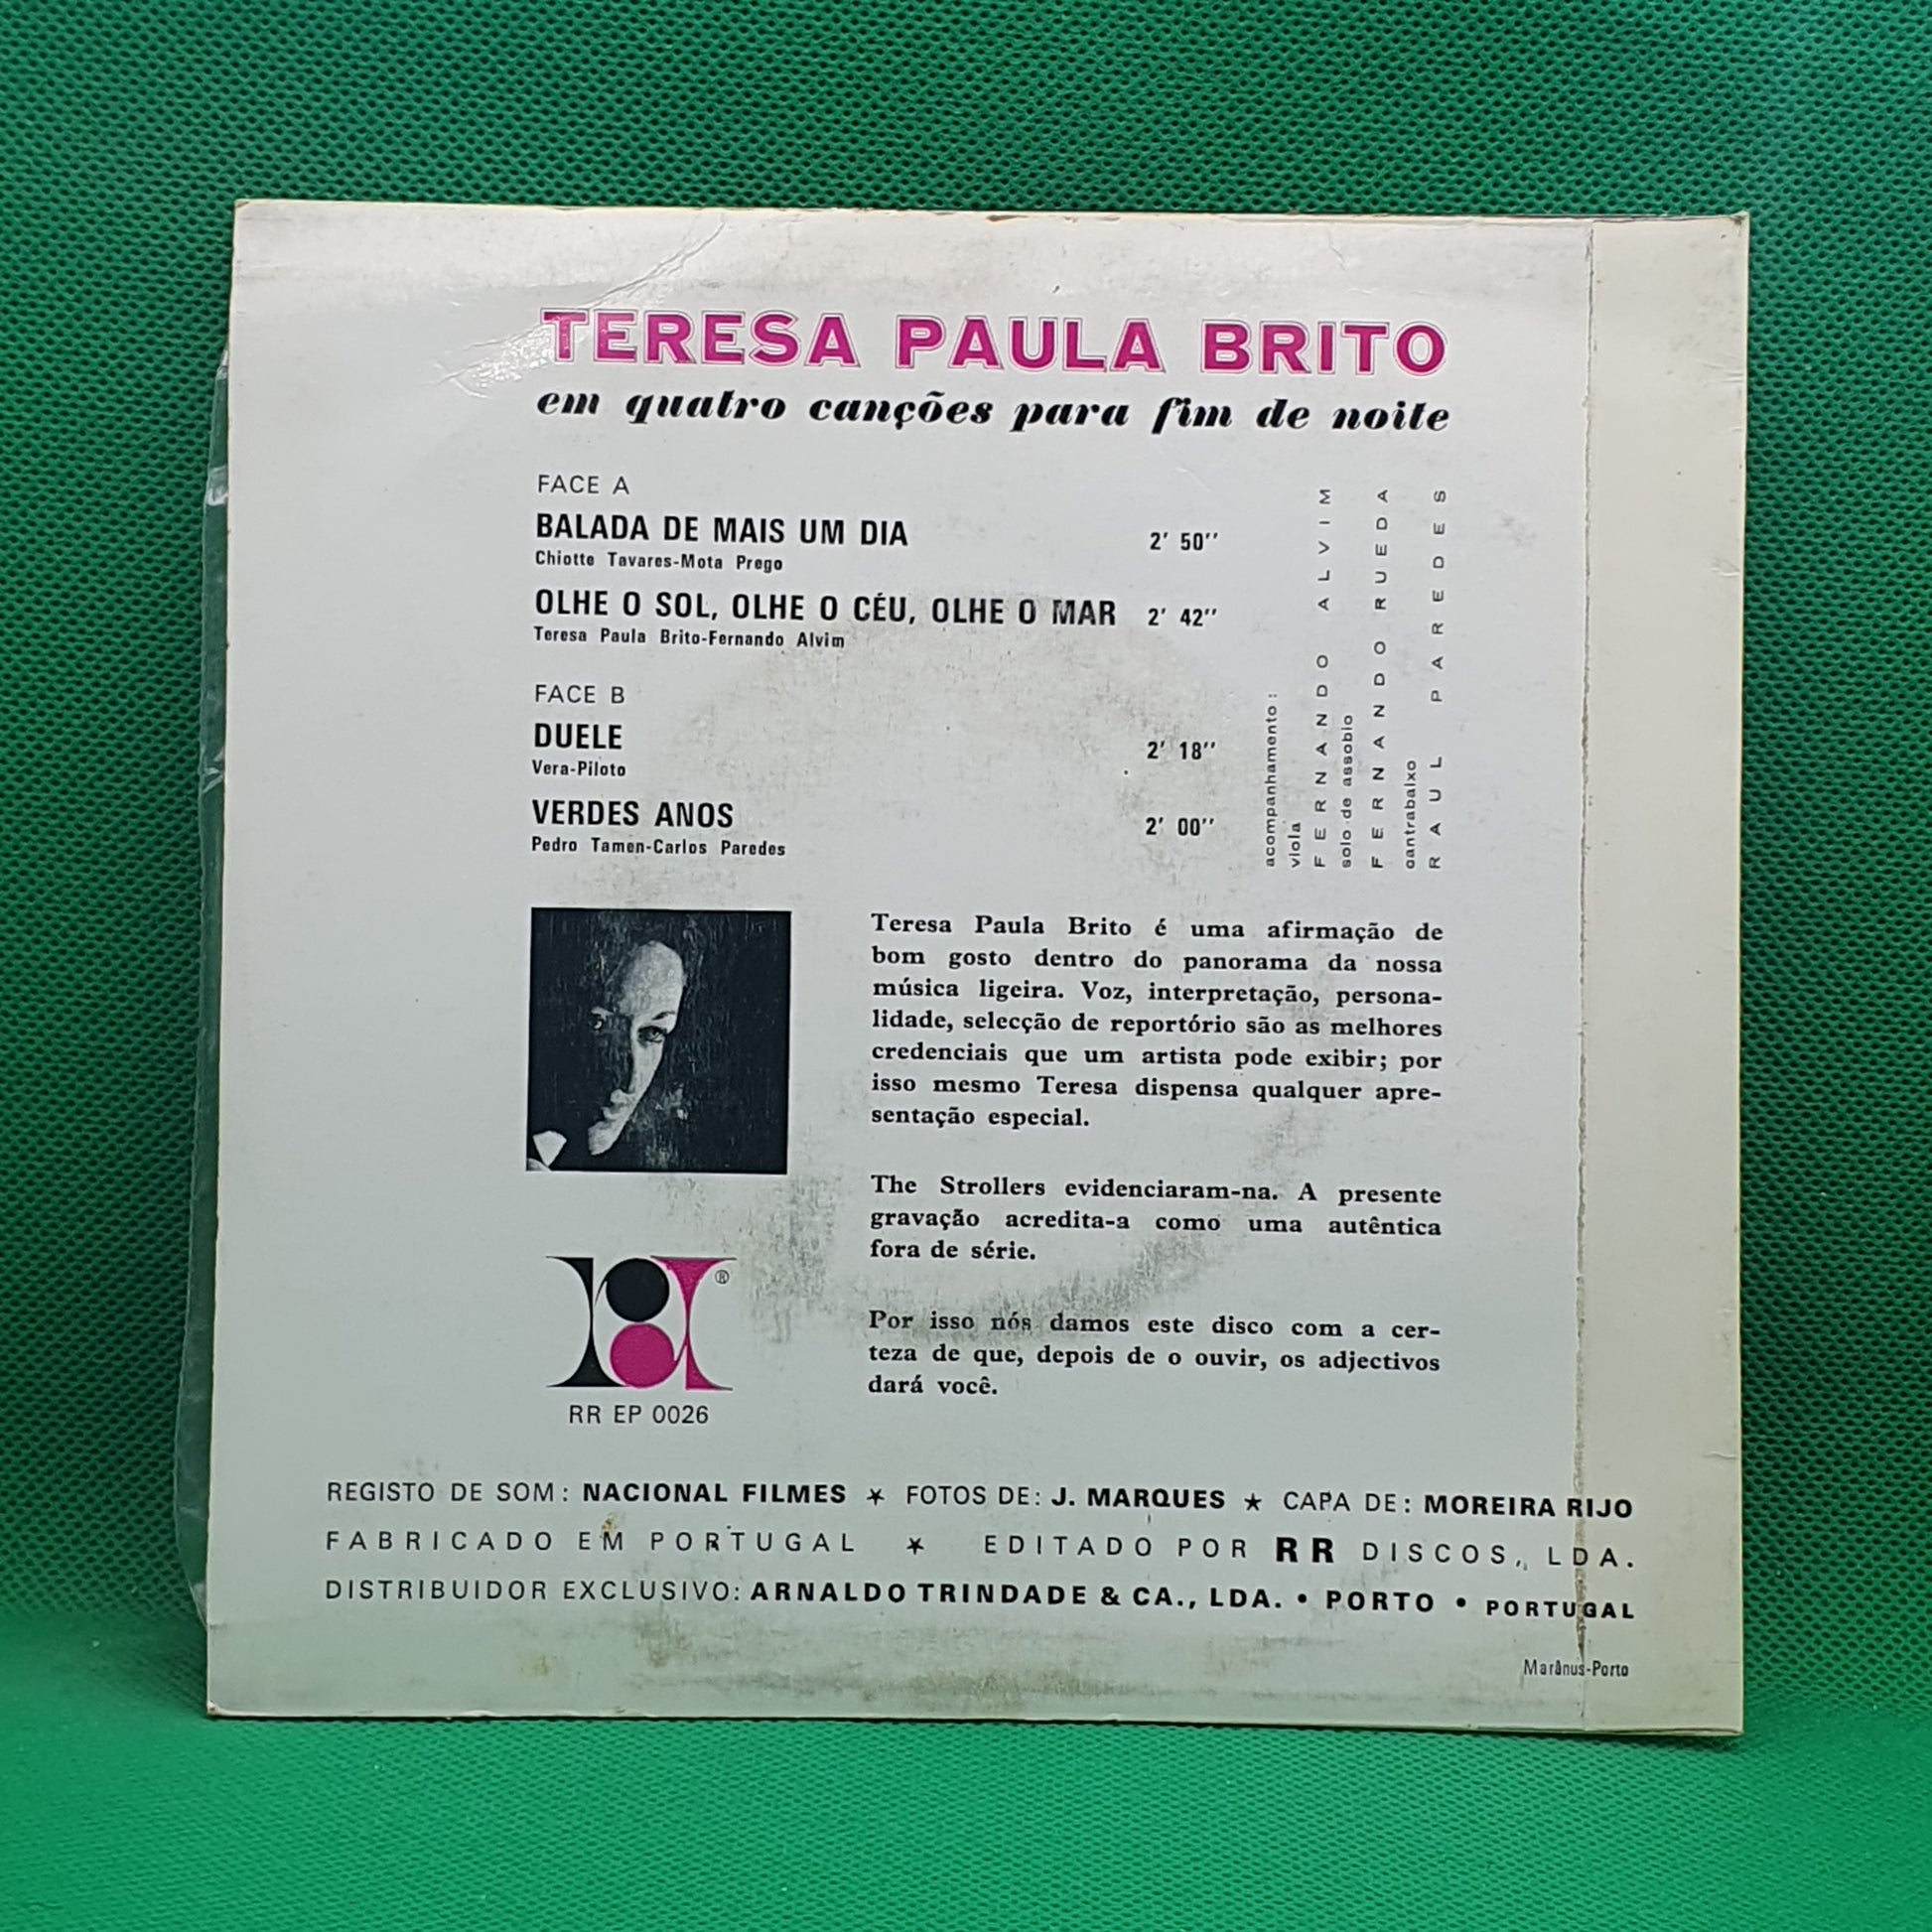 TERESA PAULA BRITO
em quatro canções para fim de noite
FACE A
BALADA DE MAIS UM DIA 2' 50''
Chiotte Tavares-Mota Prego
OLHE O SOL, OLHE O CÉU, OLHE O MAR 2' 42''
Teresa Paula Brito-Fernando Alvim
FACE B
DUELE 2' 18''
Vera-Piloto
VERDES ANOS 2' 00''
Pedro Tamen-Carlos Paredes
acompanhamento:
viola
FERNANDO ALVIM
solo de assobio
FERNANDO RUEDA
contrabaixo
RAUL PAREDES
Teresa Paula Brito é uma afirmação de
bom gosto dentro do panorama da nossa
música ligeira. Voz, interpretação, persona-
lidade, selecção de reportório são as melhores
credenciais que um artista pode exibir; por
isso mesmo Teresa dispensa qualquer apre-
sentação especial.
The Strollers evidenciaram-na. A presente
gravação acredita-a como uma autêntica
fora de série.
Por isso nós damos este disco com a cer-
teza de que, depois de o ouvir, os adjectivos
dará você.
®
RR EP 0026
REGISTO DE SOM: NACIONAL FILMES ★ FOTOS DE: J. MARQUES ★ CAPA DE: MOREIRA RIJO
FABRICADO EM PORTUGAL ★ EDITADO POR RR DISCOS, LDA.
DISTRIBUIDOR EXCLUSIVO: ARNALDO TRINDADE & CA., LDA. • PORTO • PORTUGAL
Marânus-Porto